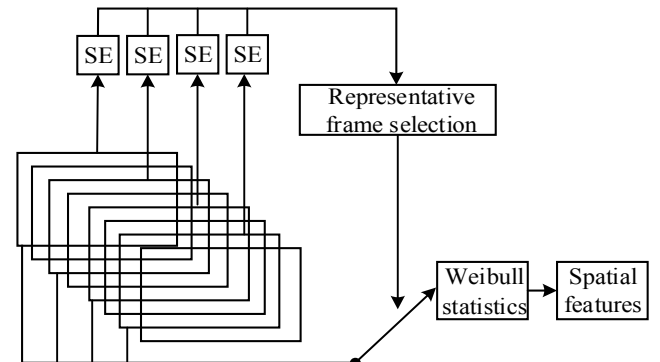 SE SE SE SE
Representative
frame selection
Weibull
statistics
Spatial
features